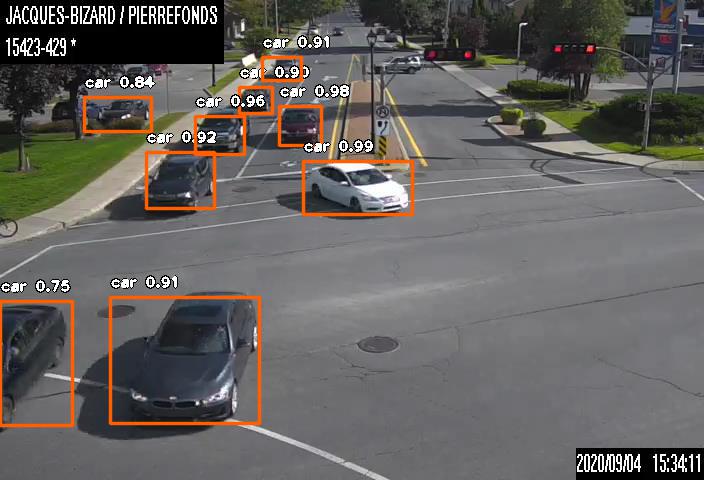 JACQUES-BIZARD / PIERREFONDS
15423-429 *
car 0.91
car 0.90
car 0.84
car 0.98
car 0.96
car 0.92
car 0.99
car 0.75
car 0.91
2020/09/04 15:34:11